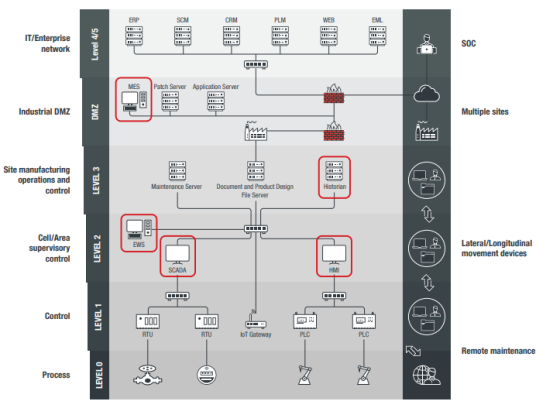 ERP SCM CRM PLM WEB EML
IT/Enterprise
network
Level 4/5
SOC
MES Patch Server Application Server
Industrial DMZ
DMZ
Multiple sites
Site manufacturing
operations and
control
LEVEL 3
Maintenance Server
Document and Product Design
File Server
Historian
Cell/Area
supervisory
control
LEVEL 2
EWS
SCADA
HMI
Lateral/Longitudinal
movement devices
Control
LEVEL 1
RTU RTU IoT Gateway PLC PLC
Remote maintenance
Process
LEVEL 0